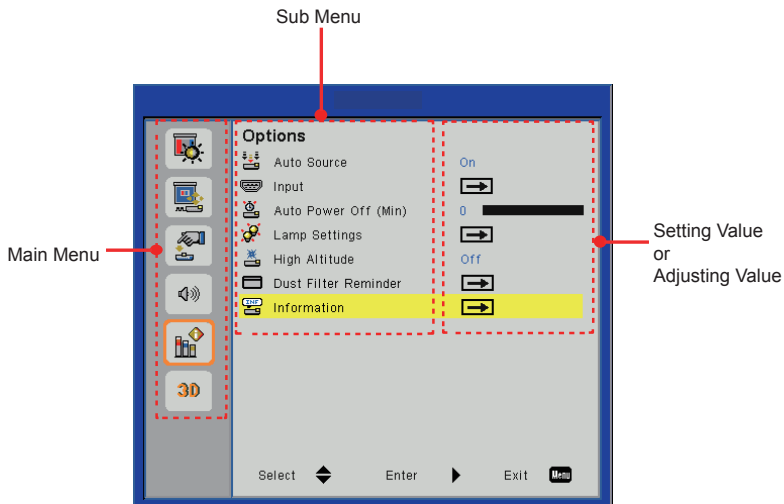 Sub Menu
Main Menu
Options
Auto Source On
Input
Auto Power Off (Min) 0
Lamp Settings
High Altitude Off
Dust Filter Reminder
INF
Information
3D
Select Enter Exit Menu
Setting Value
or
Adjusting Value